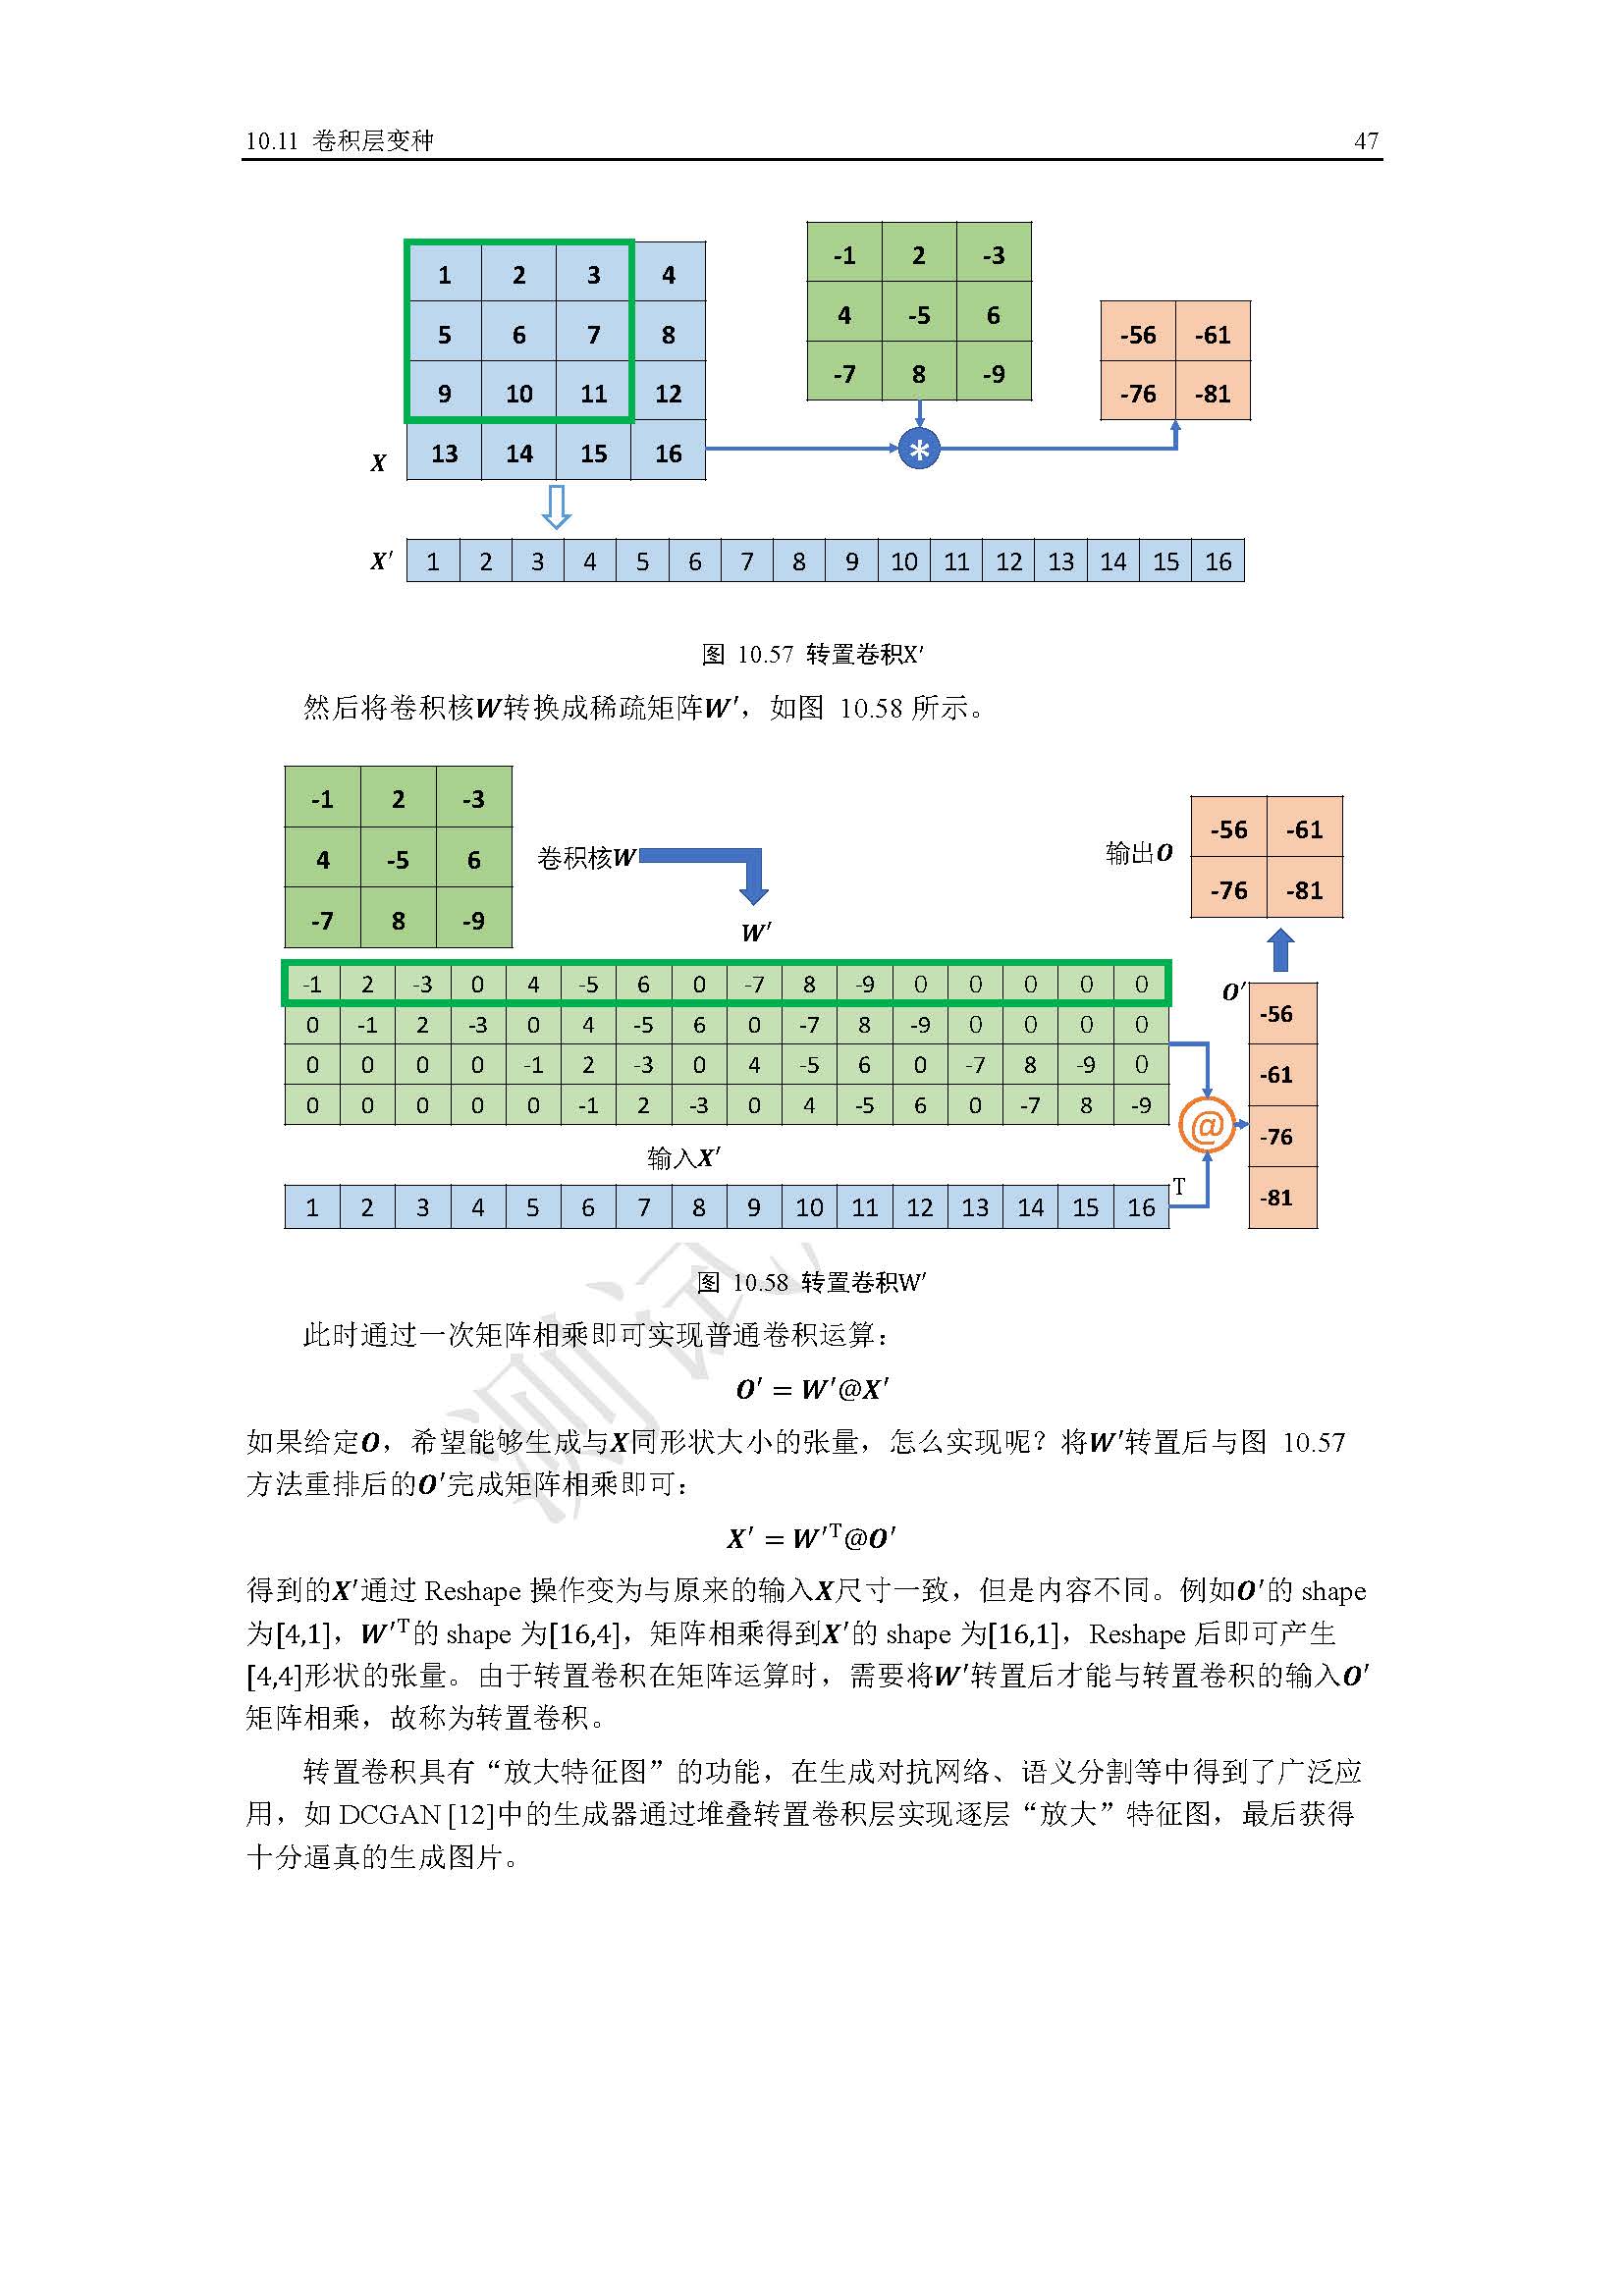 10.11 卷积层变种 47
1 2 3 4
5 6 7 8
9 10 11 12
13 14 15 16
X
-1 2 -3
4 -5 6
-7 8 -9
*
-56 -61
-76 -81
X′ 1 2 3 4 5 6 7 8 9 10 11 12 13 14 15 16
图 10.57 转置卷积X′
然后将卷积核W转换成稀疏矩阵W′，如图 10.58 所示。
-1 2 -3
4 -5 6
-7 8 -9
卷积核W
W′
输出O
-56 -61
-76 -81
-1 2 -3 0 4 -5 6 0 -7 8 -9 0 0 0 0 0
0 -1 2 -3 0 4 -5 6 0 -7 8 -9 0 0 0 0
0 0 0 0 -1 2 -3 0 4 -5 6 0 -7 8 -9 0
0 0 0 0 0 -1 2 -3 0 4 -5 6 0 -7 8 -9
O′
-56
-61
-76
-81
@
输入X′
1 2 3 4 5 6 7 8 9 10 11 12 13 14 15 16 T
图 10.58 转置卷积W′
此时通过一次矩阵相乘即可实现普通卷积运算：
O′ = W′@X′
如果给定O，希望能够生成与X同形状大小的张量，怎么实现呢？将W′转置后与图 10.57
方法重排后的O′完成矩阵相乘即可：
X′ = W′ᵀ@O′
得到的X′通过 Reshape 操作变为与原来的输入X尺寸一致，但是内容不同。例如O′的 shape
为[4,1]，W′ᵀ的 shape 为[16,4]，矩阵相乘得到X′的 shape 为[16,1]，Reshape 后即可产生
[4,4]形状的张量。由于转置卷积在矩阵运算时，需要将W′转置后才能与转置卷积的输入O′
矩阵相乘，故称为转置卷积。
转置卷积具有“放大特征图”的功能，在生成对抗网络、语义分割等中得到了广泛应
用，如 DCGAN [12]中的生成器通过堆叠转置卷积层实现逐层“放大”特征图，最后获得
十分逼真的生成图片。
测试